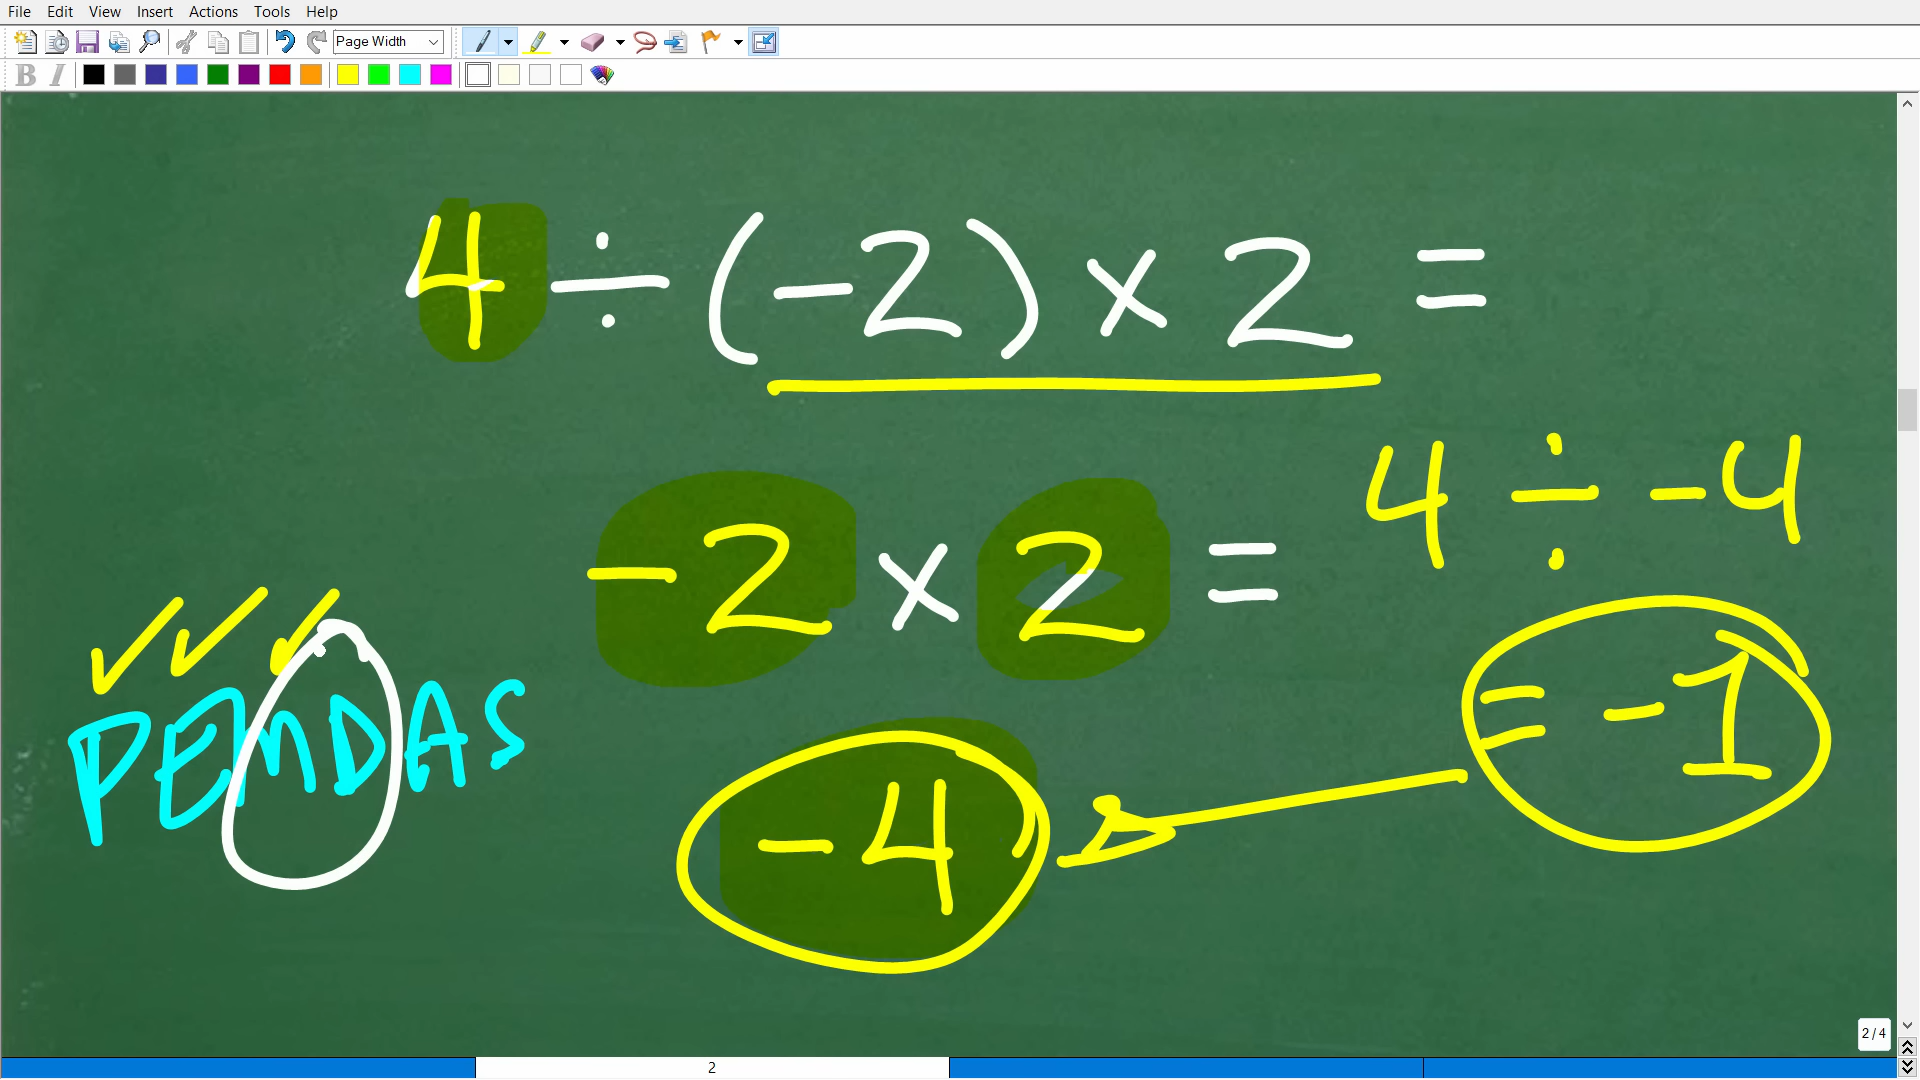 File Edit View Insert Actions Tools Help
Page Width
B I
4 ÷ (-2) × 2 =
4 ÷ -4
-2 × 2 =
= -1
PEMDAS
-4
2 / 4
2